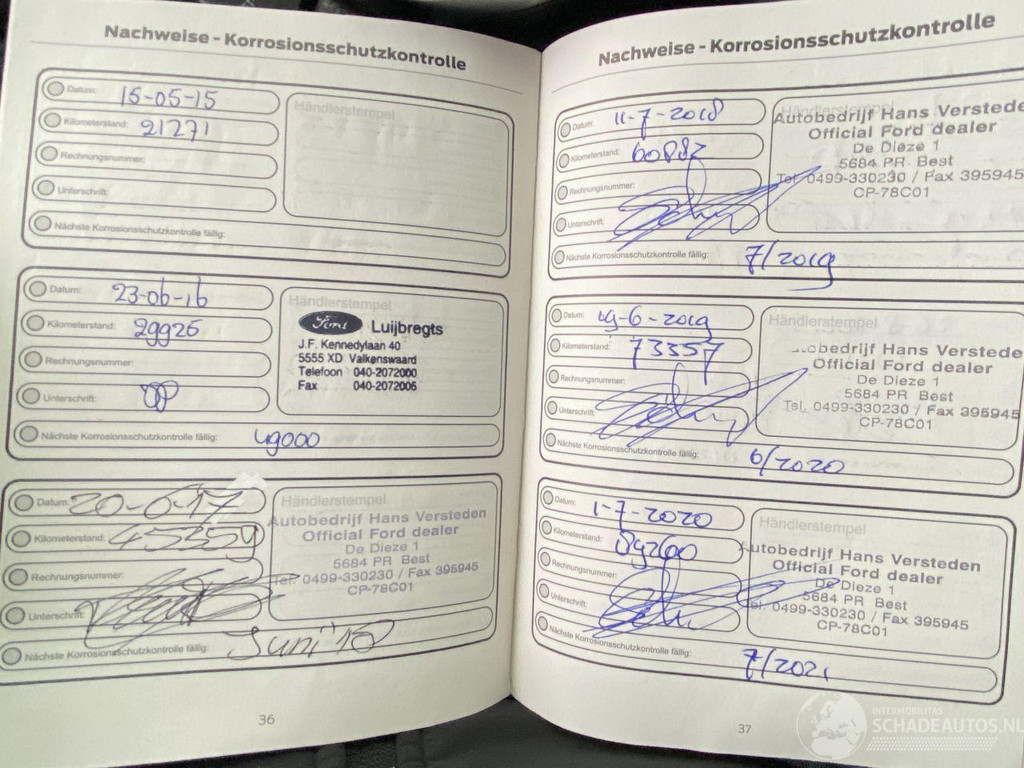 Nachweise - Korrosionsschutzkontrolle
Datum: 15-05-15
Händlerstempel
Kilometerstand: 21271
Rechnungsnummer:
Unterschrift:
Nächste Korrosionsschutzkontrolle fällig:
Datum: 23-06-16
Händlerstempel
Kilometerstand: 29926
Ford Luijbregts
J.F. Kennedylaan 40
5555 XD Valkenswaard
Rechnungsnummer:
Telefoon 040-2072000
Fax 040-2072005
Unterschrift:
Nächste Korrosionsschutzkontrolle fällig: 49000
Datum: 20-6-17
Händlerstempel
Autobedrijf Hans Versteden
Official Ford dealer
Kilometerstand: 45259
De Dieze 1
5684 PR Best
Rechnungsnummer:
Tel. 0499-330230 / Fax 395945
CP-78C01
Unterschrift:
Nächste Korrosionsschutzkontrolle fällig: Juni '18
36
Nachweise - Korrosionsschutzkontrolle
Datum: 11-7-2018
Händlerstempel
Autobedrijf Hans Versteden
Official Ford dealer
Kilometerstand: 60882
De Dieze 1
5684 PR Best
Rechnungsnummer:
Tel. 0499-330230 / Fax 395945
CP-78C01
Unterschrift:
Nächste Korrosionsschutzkontrolle fällig: 7/2019
Datum: 19-6-2019
Händlerstempel
Kilometerstand: 73357
obedrijf Hans Versteden
Official Ford dealer
Rechnungsnummer:
De Dieze 1
5684 PR Best
Unterschrift:
Tel. 0499-330230 / Fax 395945
CP-78C01
Nächste Korrosionsschutzkontrolle fällig: 6/2020
Datum: 1-7-2020
Händlerstempel
Kilometerstand: 89260
Autobedrijf Hans Versteden
Official Ford dealer
Rechnungsnummer:
De Dieze 1
5684 PR Best
Unterschrift:
Tel. 0499-330230 / Fax 395945
CP-78C01
Nächste Korrosionsschutzkontrolle fällig: 7/2021
37
INTERMOBILITAS
SCHADEAUTOS.NL